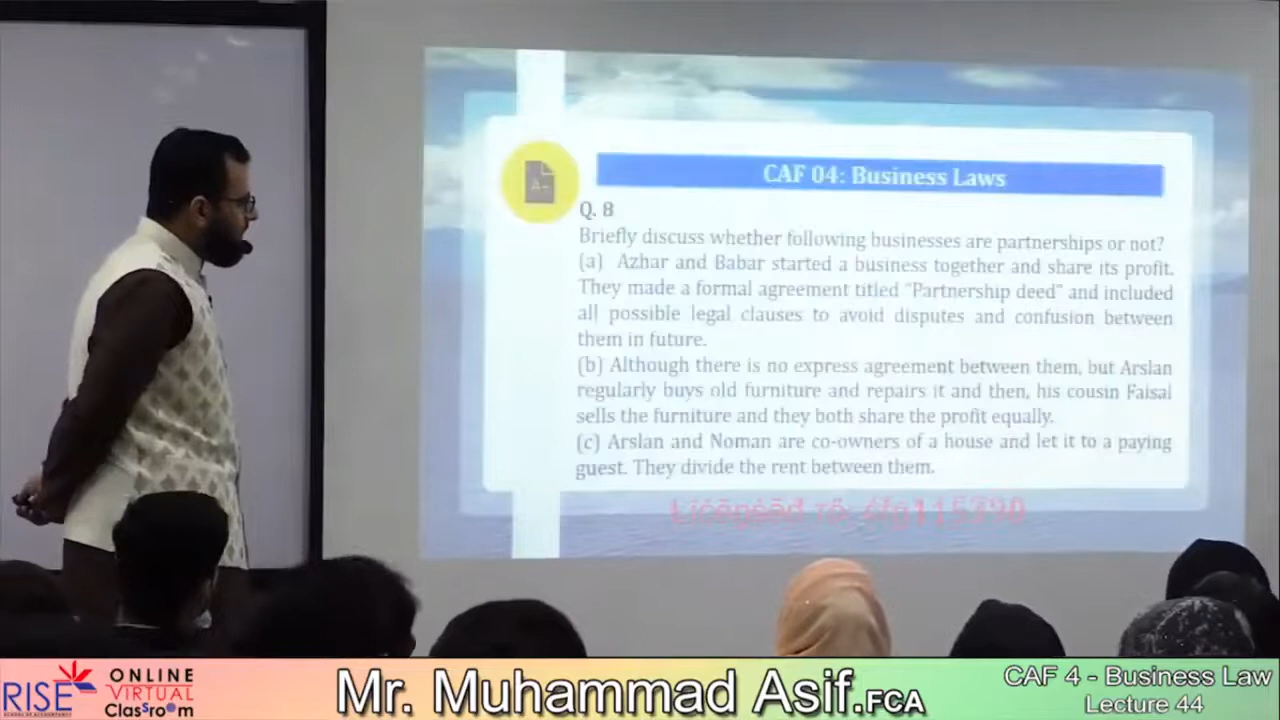 CAF 04: Business Laws
A+
Q. 8
Briefly discuss whether following businesses are partnerships or not?
(a) Azhar and Babar started a business together and share its profit.
They made a formal agreement titled "Partnership deed" and included
all possible legal clauses to avoid disputes and confusion between
them in future.
(b) Although there is no express agreement between them, but Arslan
regularly buys old furniture and repairs it and then, his cousin Faisal
sells the furniture and they both share the profit equally.
(c) Arslan and Noman are co-owners of a house and let it to a paying
guest. They divide the rent between them.
RISE
ONLINE
VIRTUAL
ClassRoom
Mr. Muhammad Asif.FCA
CAF 4 - Business Law
Lecture 44